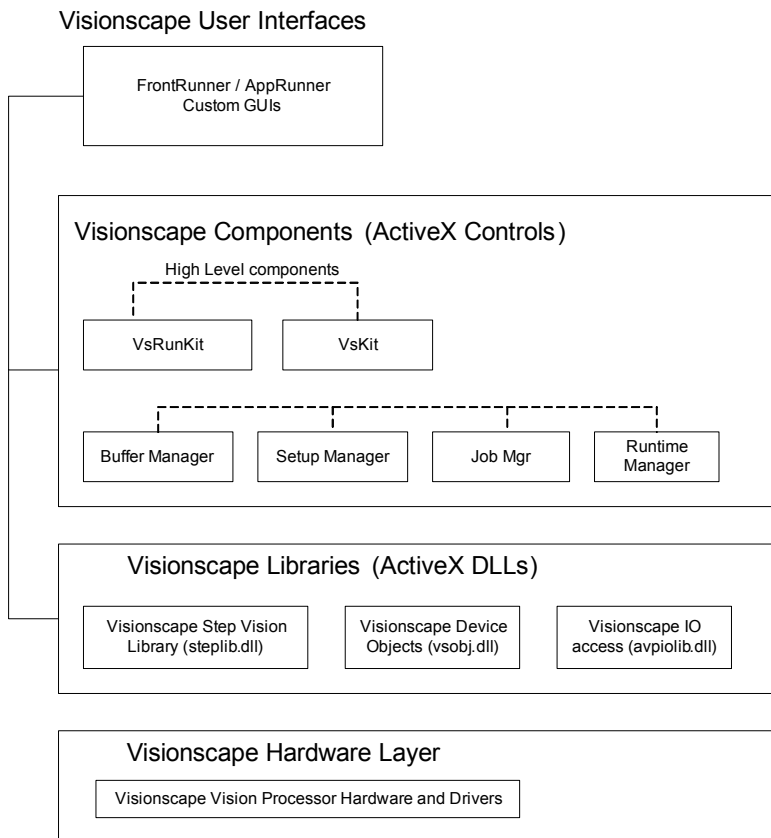 Visionscape User Interfaces
FrontRunner / AppRunner
Custom GUIs
Visionscape Components (ActiveX Controls)
High Level components
VsRunKit
VsKit
Buffer Manager
Setup Manager
Job Mgr
Runtime
Manager
Visionscape Libraries (ActiveX DLLs)
Visionscape Step Vision
Library (steplib.dll)
Visionscape Device
Objects (vsobj.dll)
Visionscape IO
access (avpiolib.dll)
Visionscape Hardware Layer
Visionscape Vision Processor Hardware and Drivers